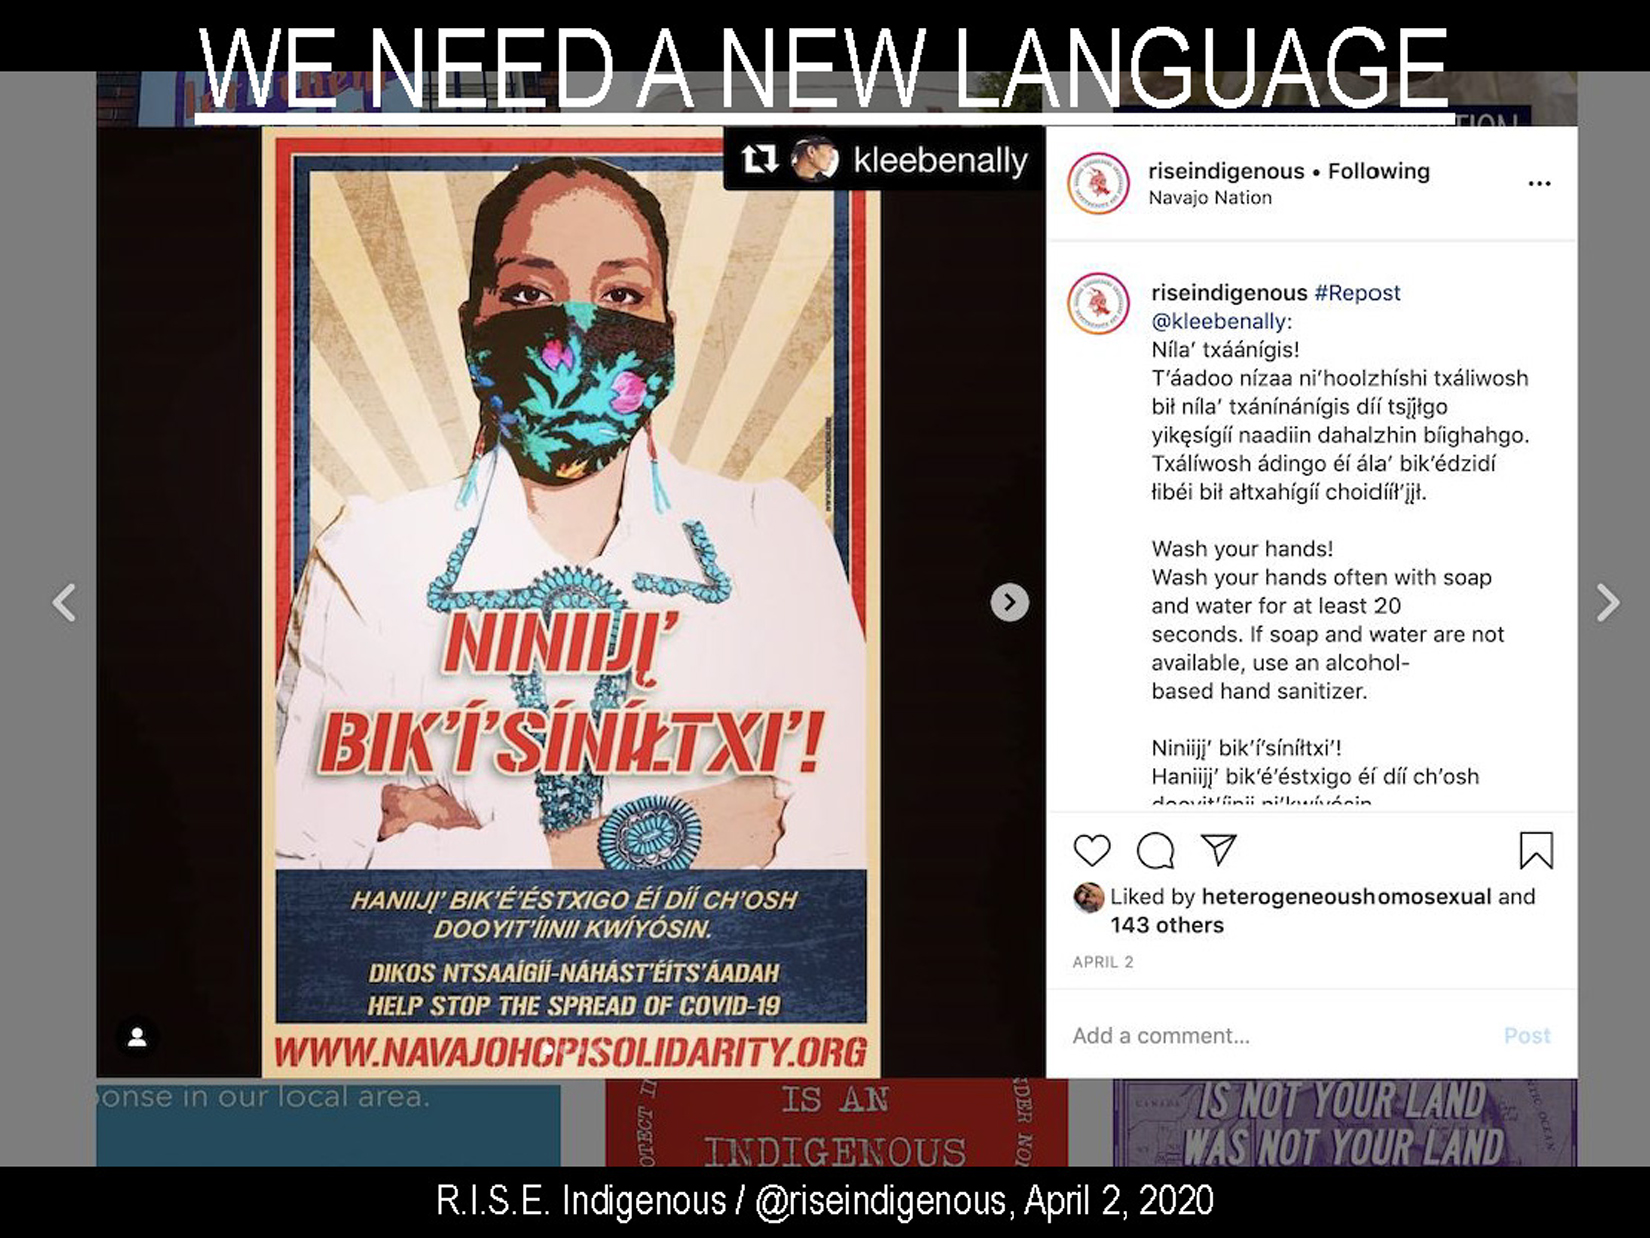 WE NEED A NEW LANGUAGE
kleebenally
NINIIJĮ'
BIK'Í'SÍNÍŁTXI'!
HANIIJĮ' BIK'É'ÉSTXIGO ÉÍ DÍÍ CH'OSH
DOOYIT'ÍINII KWÍYÓSIN.
DIKOS NTSAAÍGÍÍ-NÁHÁST'ÉÍTS'ÁADAH
HELP STOP THE SPREAD OF COVID-19
WWW.NAVAJOHOPISOLIDARITY.ORG
riseindigenous • Following
Navajo Nation
riseindigenous #Repost
@kleebenally:
Níla' txáánígis!
T'áadoo nízaa ni'hoolzhíshi txáliwosh
bił níla' txánínánígis díí tsįįłgo
yikęsígíí naadiin dahalzhin bíighahgo.
Txálíwosh ádingo éí ála' bik'édzidí
łibéi bił ałtxahígíí choidííł'įįł.
Wash your hands!
Wash your hands often with soap
and water for at least 20
seconds. If soap and water are not
available, use an alcohol-
based hand sanitizer.
Niniijį' bik'í'síníłtxi'!
Haniijį' bik'é'éstxigo éí díí ch'osh
Liked by heterogeneoushomosexual and
143 others
APRIL 2
Add a comment...
Post
onse in our local area.
IS AN
INDIGENOUS
IS NOT YOUR LAND
WAS NOT YOUR LAND
R.I.S.E. Indigenous / @riseindigenous, April 2, 2020